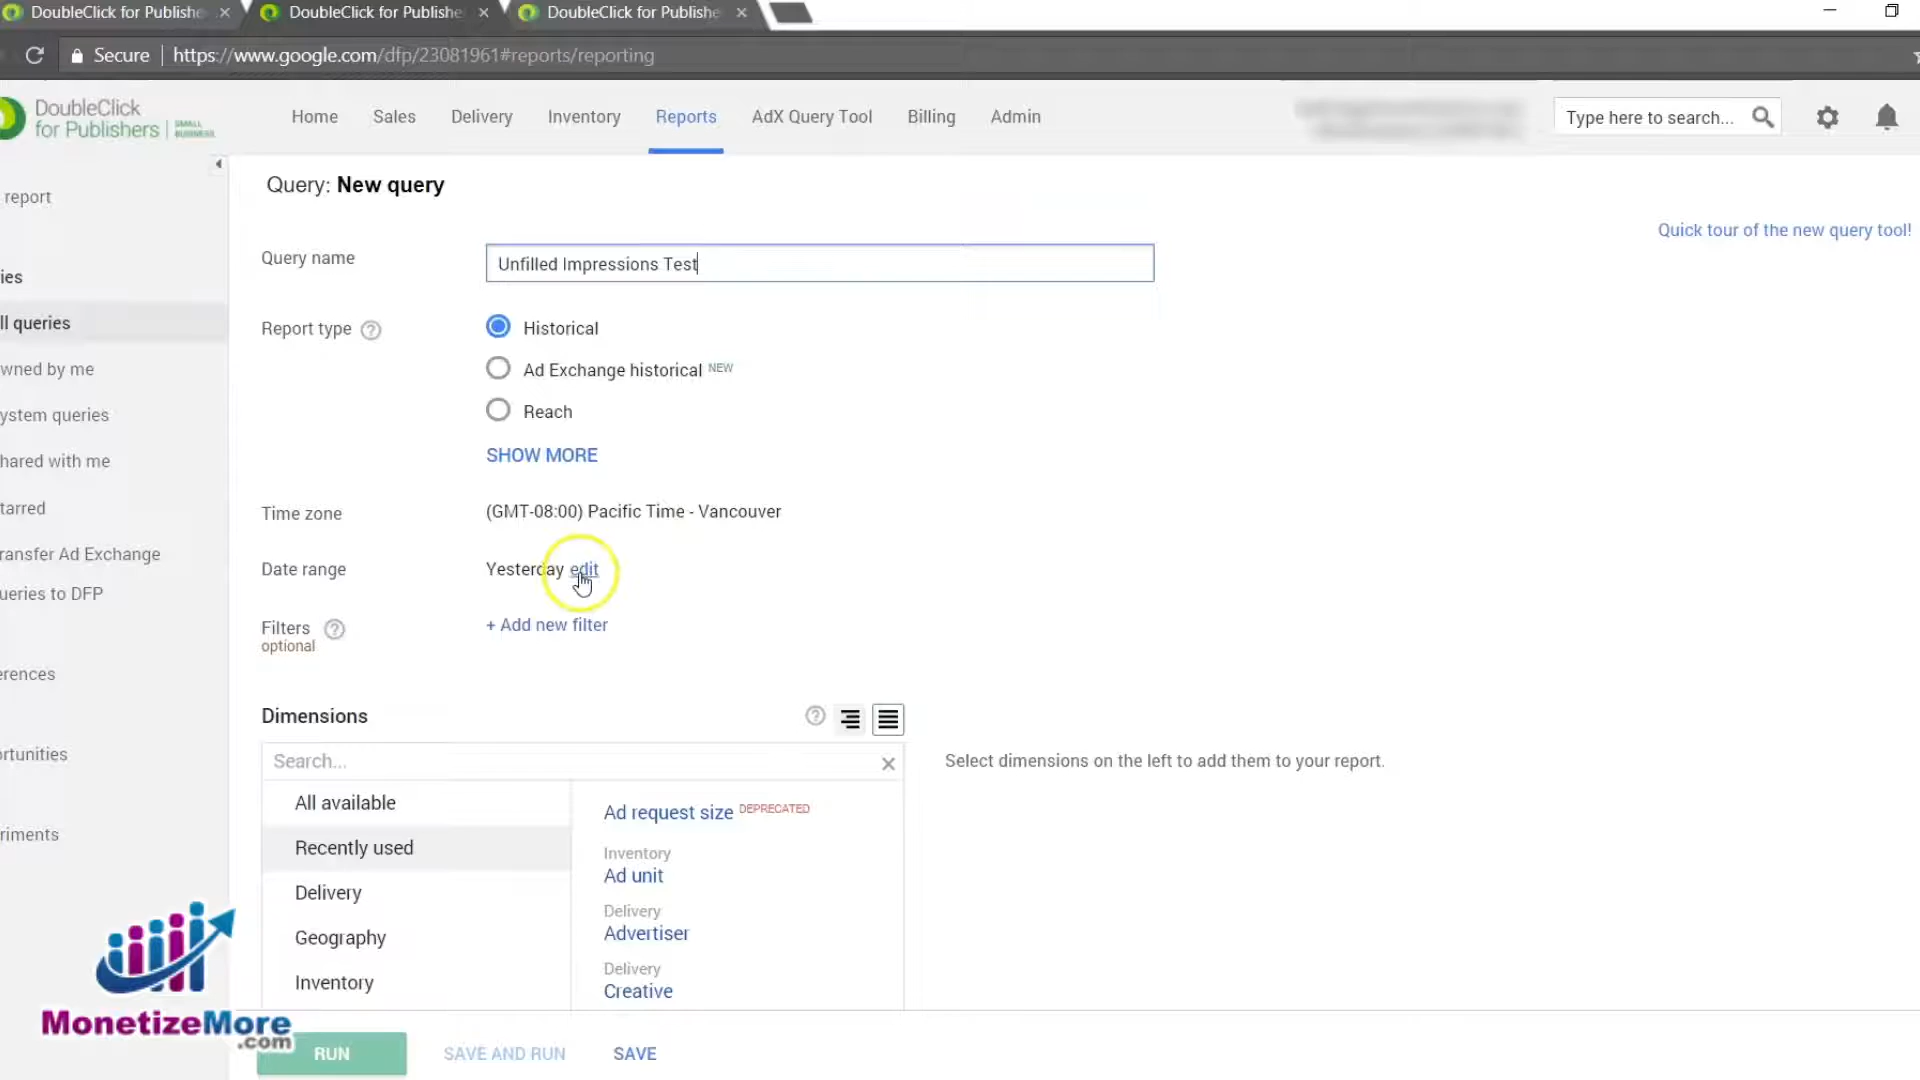 DoubleClick for Publishe
DoubleClick for Publishe
DoubleClick for Publishe
Secure
https://www.google.com/dfp/23081961#reports/reporting
DoubleClick
for Publishers
SMALL
BUSINESS
Home
Sales
Delivery
Inventory
Reports
AdX Query Tool
Billing
Admin
Type here to search...
report
ies
ll queries
wned by me
ystem queries
hared with me
tarred
ransfer Ad Exchange
ueries to DFP
erences
ortunities
riments
Query: New query
Quick tour of the new query tool!
Query name
Unfilled Impressions Test
Report type
Historical
Ad Exchange historical NEW
Reach
SHOW MORE
Time zone
(GMT-08:00) Pacific Time - Vancouver
Date range
Yesterday edit
Filters
optional
+ Add new filter
Dimensions
Search...
All available
Recently used
Delivery
Geography
Inventory
Ad request size DEPRECATED
Inventory
Ad unit
Delivery
Advertiser
Delivery
Creative
Select dimensions on the left to add them to your report.
MonetizeMore
.com
RUN
SAVE AND RUN
SAVE